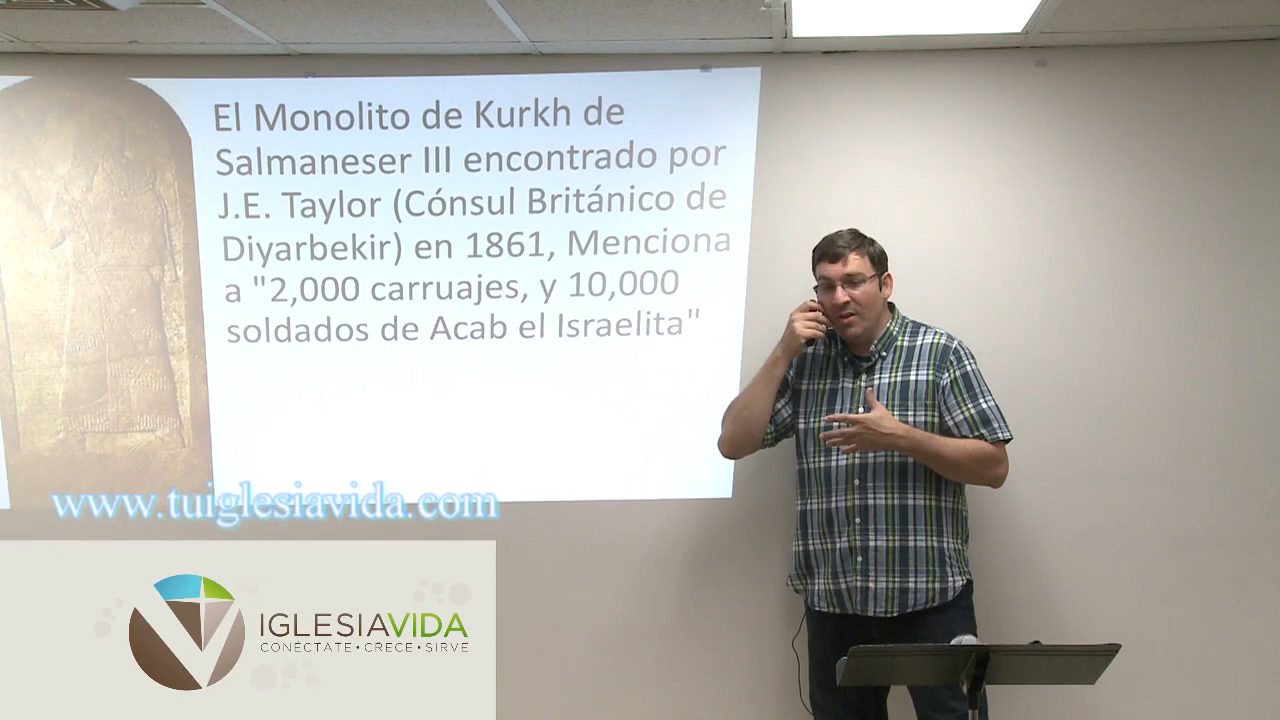 El Monolito de Kurkh de
Salmaneser III encontrado por
J.E. Taylor (Cónsul Británico de
Diyarbekir) en 1861, Menciona
a "2,000 carruajes, y 10,000
soldados de Acab el Israelita"
www.tuiglesiavida.com
IGLESIAVIDA
CONÉCTATE • CRECE • SIRVE